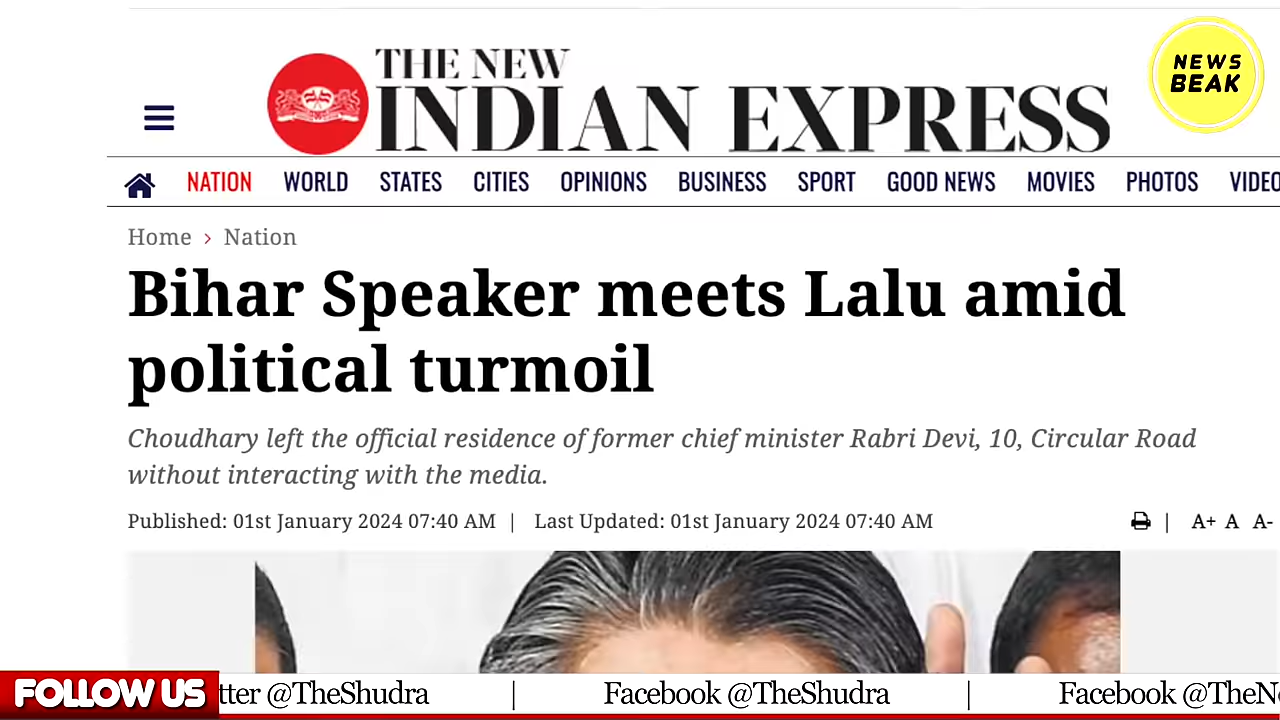 THE NEW
INDIAN EXPRESS
NEWS
BEAK
NATION WORLD STATES CITIES OPINIONS BUSINESS SPORT GOOD NEWS MOVIES PHOTOS VIDEO
Home › Nation
Bihar Speaker meets Lalu amid
political turmoil
Choudhary left the official residence of former chief minister Rabri Devi, 10, Circular Road
without interacting with the media.
Published: 01st January 2024 07:40 AM | Last Updated: 01st January 2024 07:40 AM | A+ A A-
FOLLOW US tter @TheShudra | Facebook @TheShudra | Facebook @TheN